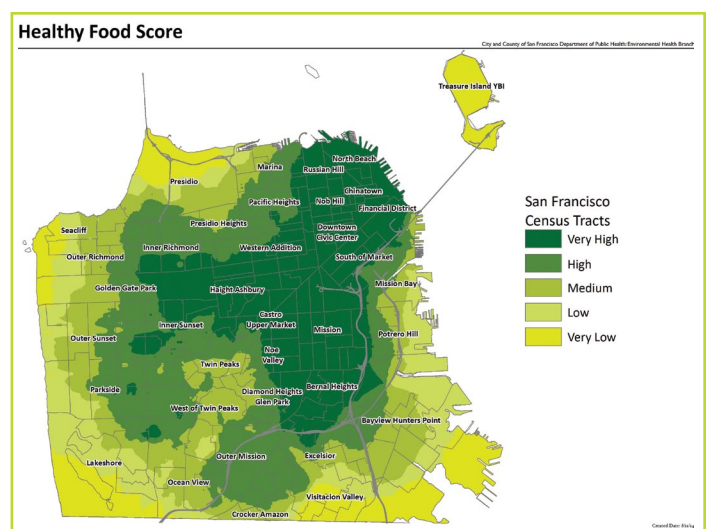 Healthy Food Score
City and County of San Francisco Department of Public Health: Environmental Health Branch
Treasure Island YBI
North Beach
Marina
Russian Hill
Presidio
Chinatown
Pacific Heights
Nob Hill
Financial District
Presidio Heights
Downtown
Civic Center
Seacliff
Inner Richmond
Western Addition
Outer Richmond
South of Market
Golden Gate Park
Haight Ashbury
Mission Bay
Castro
Upper Market
Inner Sunset
Mission
Potrero Hill
Outer Sunset
Noe
Valley
Twin Peaks
Parkside
Diamond Heights
Glen Park
Bernal Heights
West of Twin Peaks
Bayview Hunters Point
Outer Mission
Excelsior
Lakeshore
Ocean View
Visitacion Valley
Crocker Amazon
San Francisco
Census Tracts
Very High
High
Medium
Low
Very Low